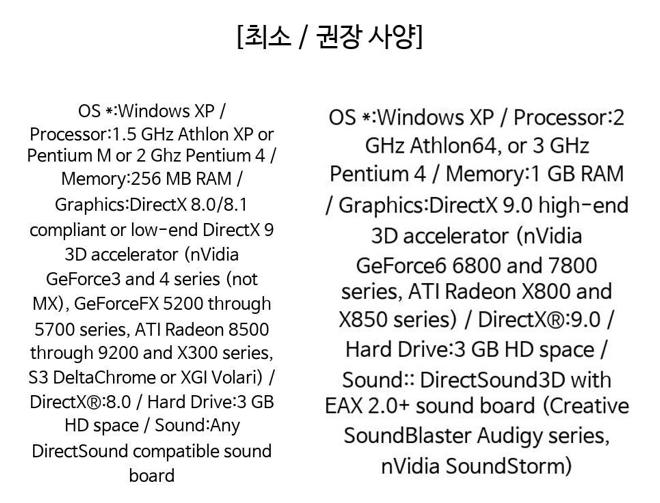 [최소 / 권장 사양]
OS *:Windows XP /
Processor:1.5 GHz Athlon XP or
Pentium M or 2 Ghz Pentium 4 /
Memory:256 MB RAM /
Graphics:DirectX 8.0/8.1
compliant or low-end DirectX 9
3D accelerator (nVidia
GeForce3 and 4 series (not
MX), GeForceFX 5200 through
5700 series, ATI Radeon 8500
through 9200 and X300 series,
S3 DeltaChrome or XGI Volari) /
DirectX®:8.0 / Hard Drive:3 GB
HD space / Sound:Any
DirectSound compatible sound
board
OS *:Windows XP / Processor:2
GHz Athlon64, or 3 GHz
Pentium 4 / Memory:1 GB RAM
/ Graphics:DirectX 9.0 high-end
3D accelerator (nVidia
GeForce6 6800 and 7800
series, ATI Radeon X800 and
X850 series) / DirectX®:9.0 /
Hard Drive:3 GB HD space /
Sound:: DirectSound3D with
EAX 2.0+ sound board (Creative
SoundBlaster Audigy series,
nVidia SoundStorm)